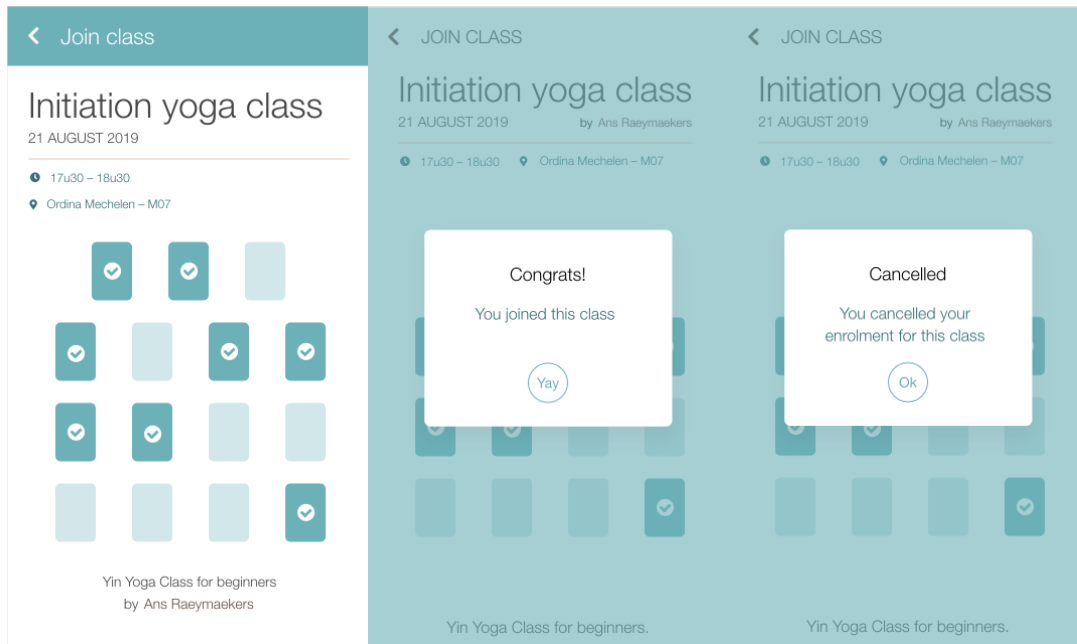 Join class
Initiation yoga class
21 AUGUST 2019
17u30 – 18u30
Ordina Mechelen – M07
Yin Yoga Class for beginners
by Ans Raeymaekers
JOIN CLASS
Initiation yoga class
21 AUGUST 2019 by Ans Raeymaekers
17u30 – 18u30 Ordina Mechelen – M07
Congrats!
You joined this class
Yay
Yin Yoga Class for beginners.
JOIN CLASS
Initiation yoga class
21 AUGUST 2019 by Ans Raeymaekers
17u30 – 18u30 Ordina Mechelen – M07
Cancelled
You cancelled your
enrolment for this class
Ok
Yin Yoga Class for beginners.